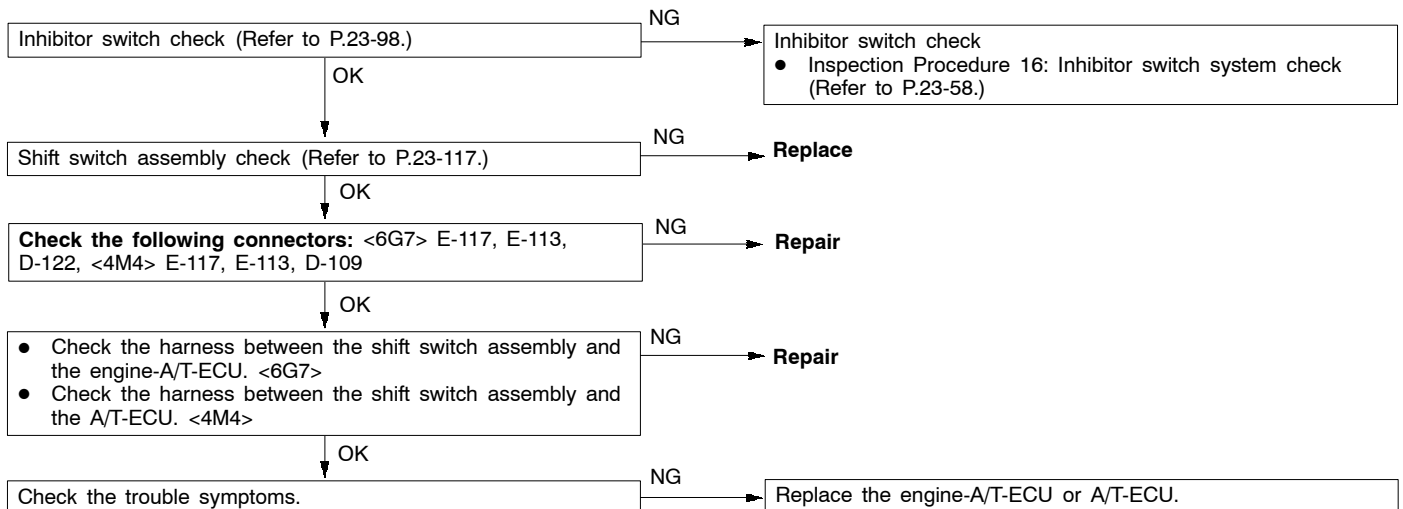 NG
Inhibitor switch check (Refer to P.23-98.)
Inhibitor switch check
● Inspection Procedure 16: Inhibitor switch system check
(Refer to P.23-58.)
OK
NG
Shift switch assembly check (Refer to P.23-117.)
Replace
OK
NG
Check the following connectors: <6G7> E-117, E-113,
D-122, <4M4> E-117, E-113, D-109
Repair
OK
NG
● Check the harness between the shift switch assembly and
the engine-A/T-ECU. <6G7>
● Check the harness between the shift switch assembly and
the A/T-ECU. <4M4>
Repair
OK
NG
Check the trouble symptoms.
Replace the engine-A/T-ECU or A/T-ECU.